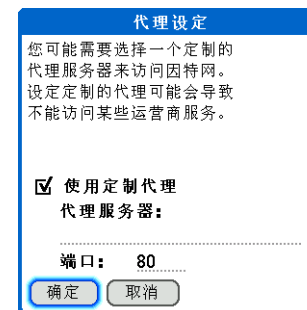 代理设定
您可能需要选择一个定制的
代理服务器来访问因特网。
设定定制的代理可能会导致
不能访问某些运营商服务。
使用定制代理
代理服务器:
端口: 80
确定 取消